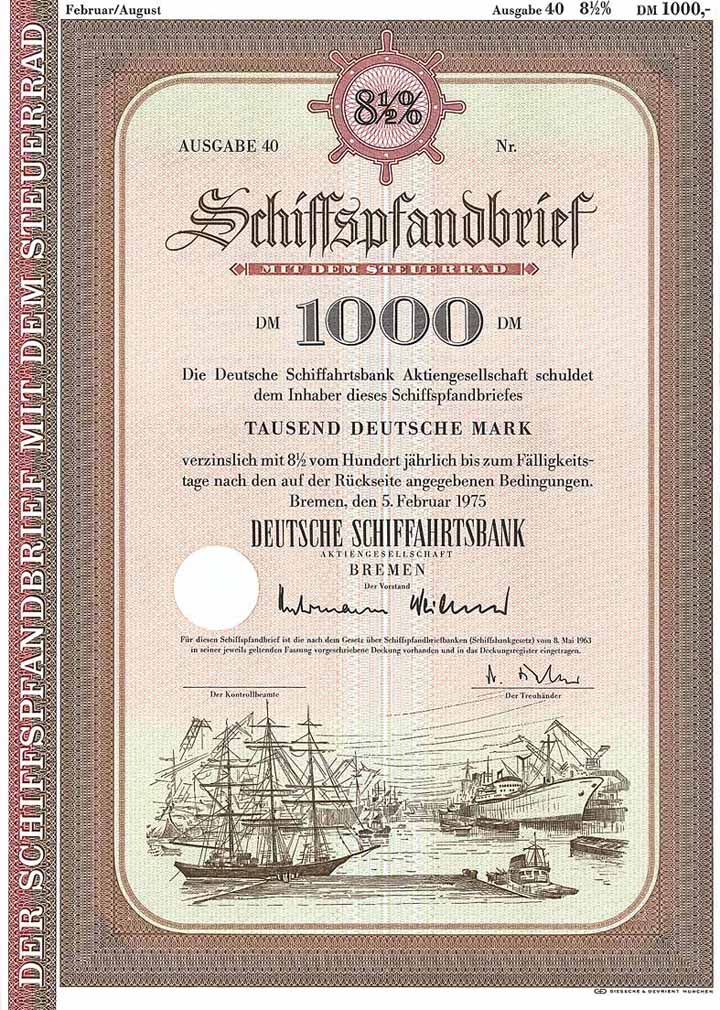 Februar/August
Ausgabe 40 8½% DM 1000,-
DER SCHIFFSPFANDBRIEF MIT DEM STEUERRAD
8½%
AUSGABE 40 Nr.
Schiffspfandbrief
MIT DEM STEUERRAD
DM 1000 DM
Die Deutsche Schiffahrtsbank Aktiengesellschaft schuldet
dem Inhaber dieses Schiffspfandbriefes
TAUSEND DEUTSCHE MARK
verzinslich mit 8½ vom Hundert jährlich bis zum Fälligkeits-
tage nach den auf der Rückseite angegebenen Bedingungen.
Bremen, den 5. Februar 1975
DEUTSCHE SCHIFFAHRTSBANK
AKTIENGESELLSCHAFT
BREMEN
Der Vorstand
Für diesen Schiffspfandbrief ist die nach dem Gesetz über Schiffspfandbriefbanken (Schiffsbankgesetz) vom 8. Mai 1963
in seiner jeweils geltenden Fassung vorgeschriebene Deckung vorhanden und in das Deckungsregister eingetragen.
Der Kontrollbeamte
Der Treuhänder
GIESECKE & DEVRIENT MÜNCHEN